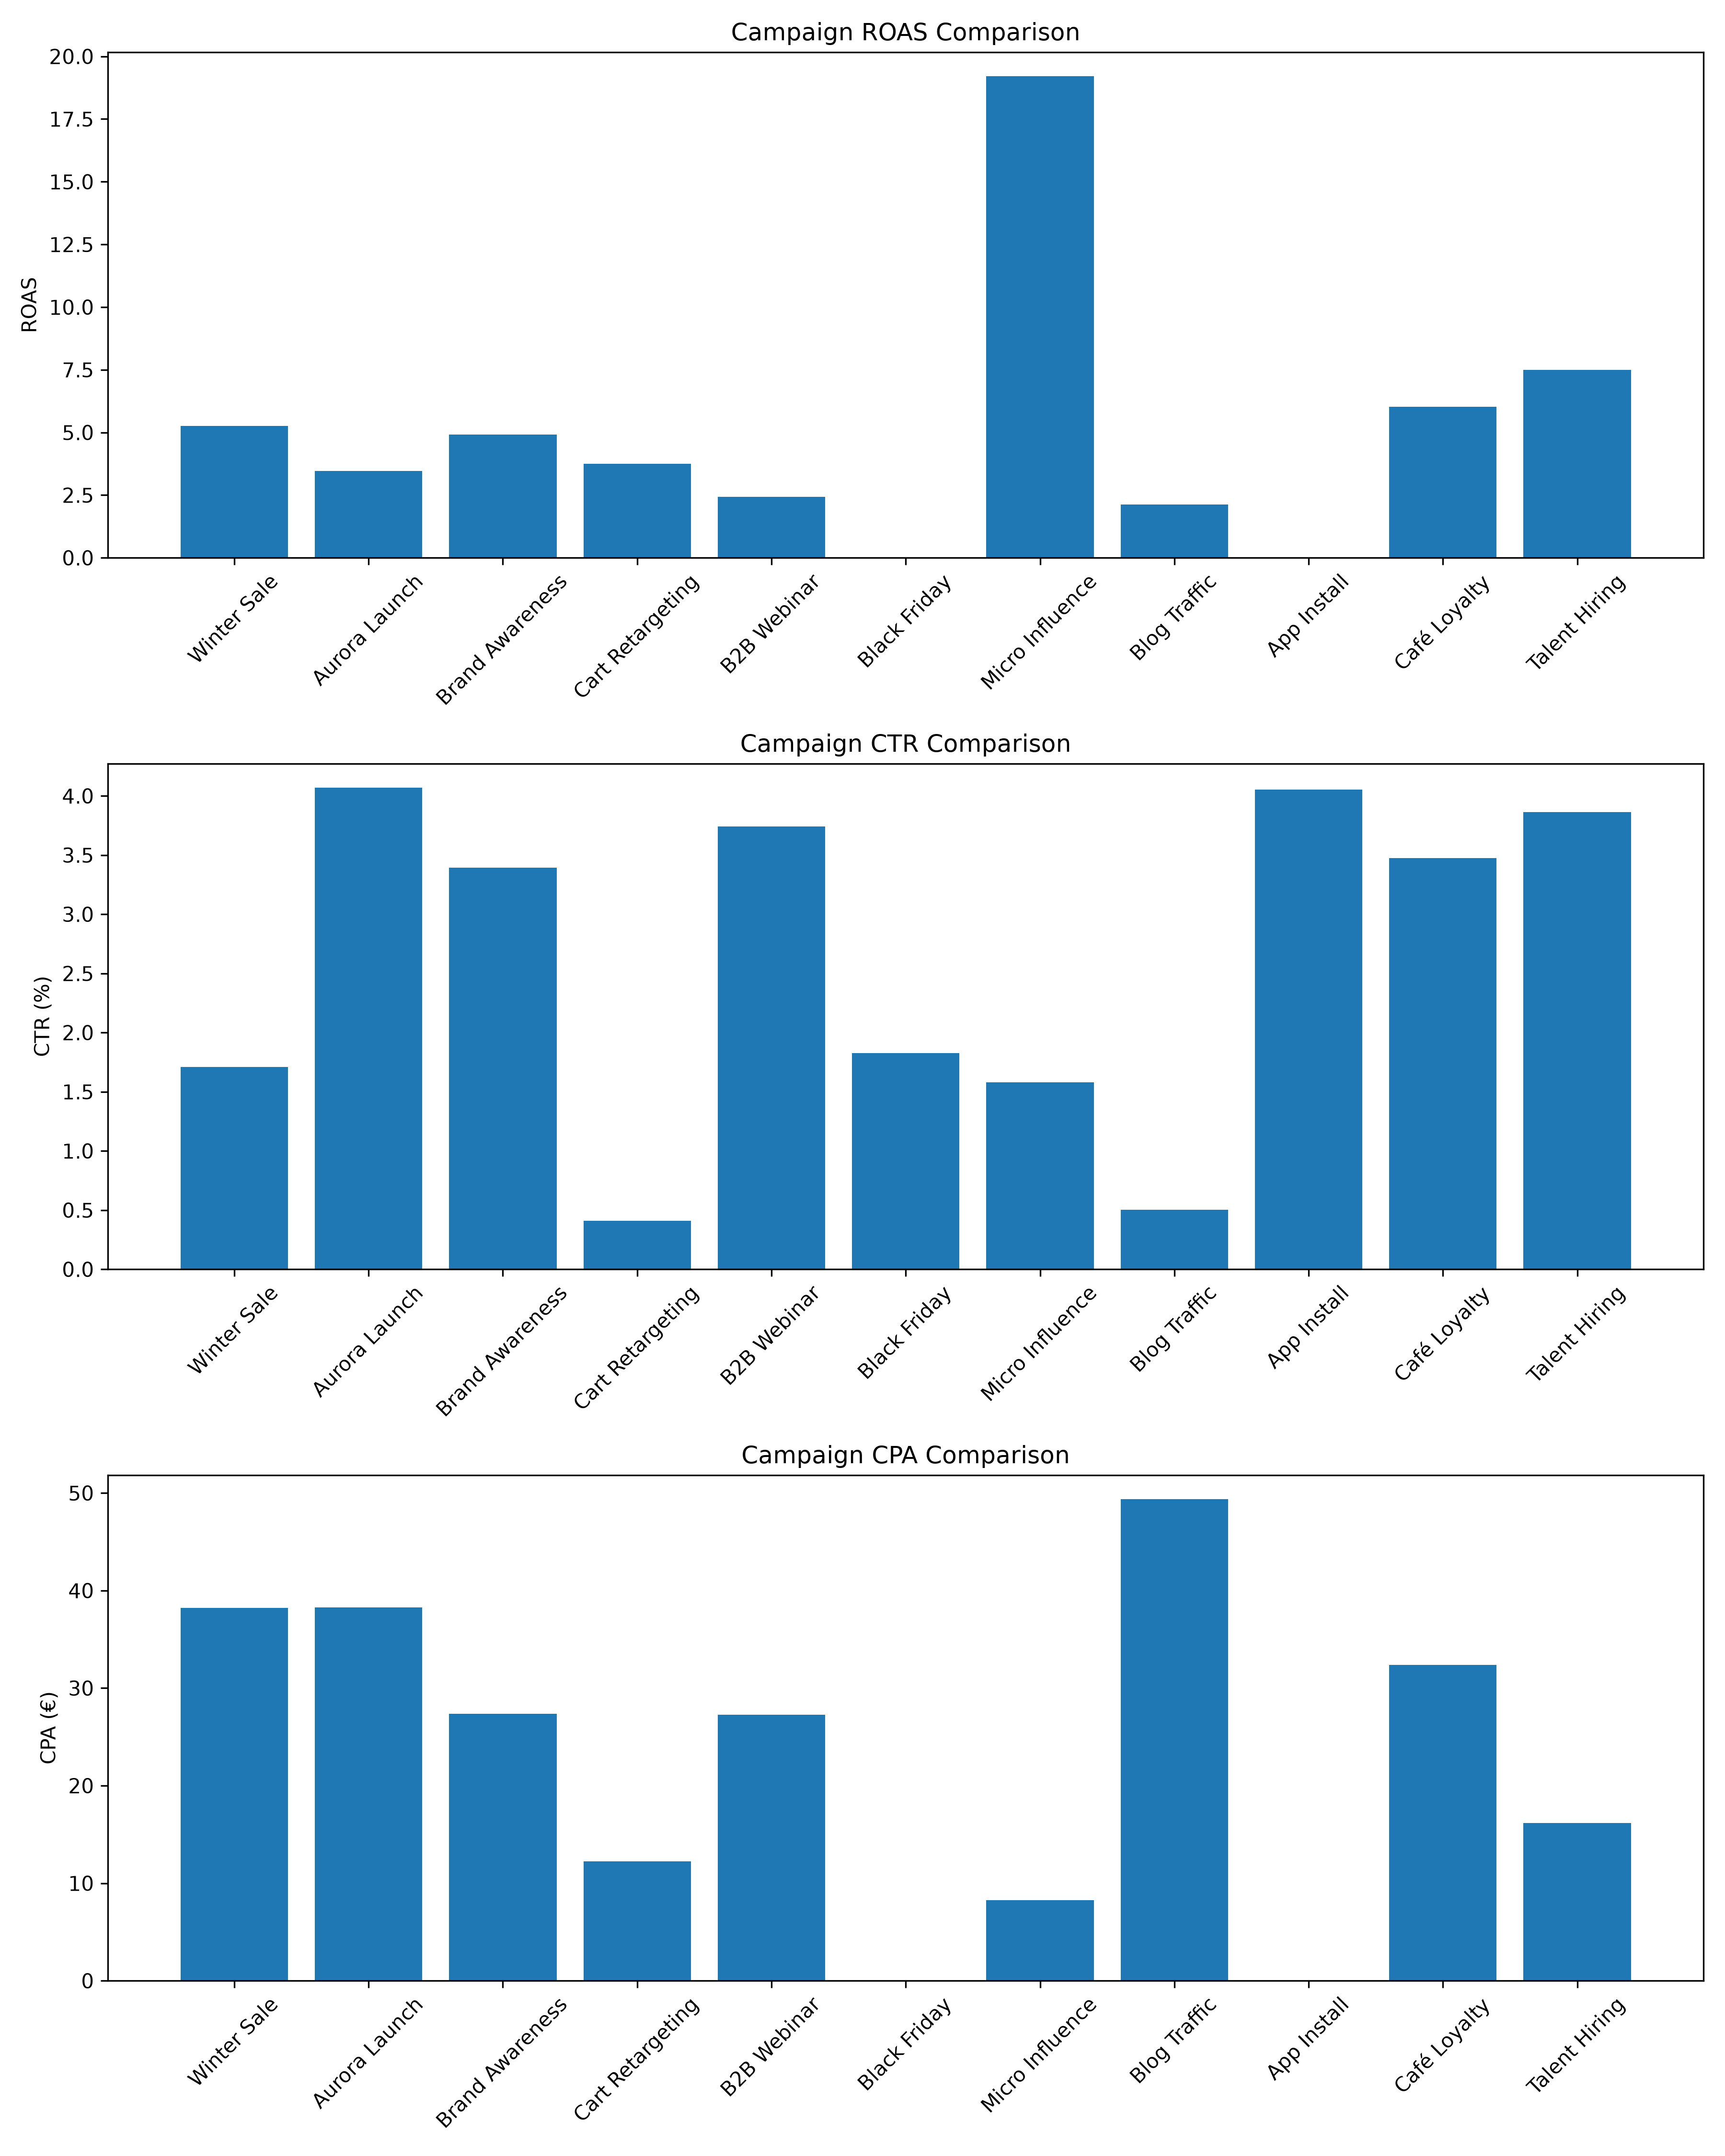 Campaign ROAS Comparison
20.0
17.5
15.0
12.5
10.0
7.5
5.0
2.5
0.0
ROAS
Winter Sale
Aurora Launch
Brand Awareness
Cart Retargeting
B2B Webinar
Black Friday
Micro Influence
Blog Traffic
App Install
Café Loyalty
Talent Hiring
Campaign CTR Comparison
4.0
3.5
3.0
2.5
2.0
1.5
1.0
0.5
0.0
CTR (%)
Winter Sale
Aurora Launch
Brand Awareness
Cart Retargeting
B2B Webinar
Black Friday
Micro Influence
Blog Traffic
App Install
Café Loyalty
Talent Hiring
Campaign CPA Comparison
50
40
30
20
10
0
CPA (€)
Winter Sale
Aurora Launch
Brand Awareness
Cart Retargeting
B2B Webinar
Black Friday
Micro Influence
Blog Traffic
App Install
Café Loyalty
Talent Hiring